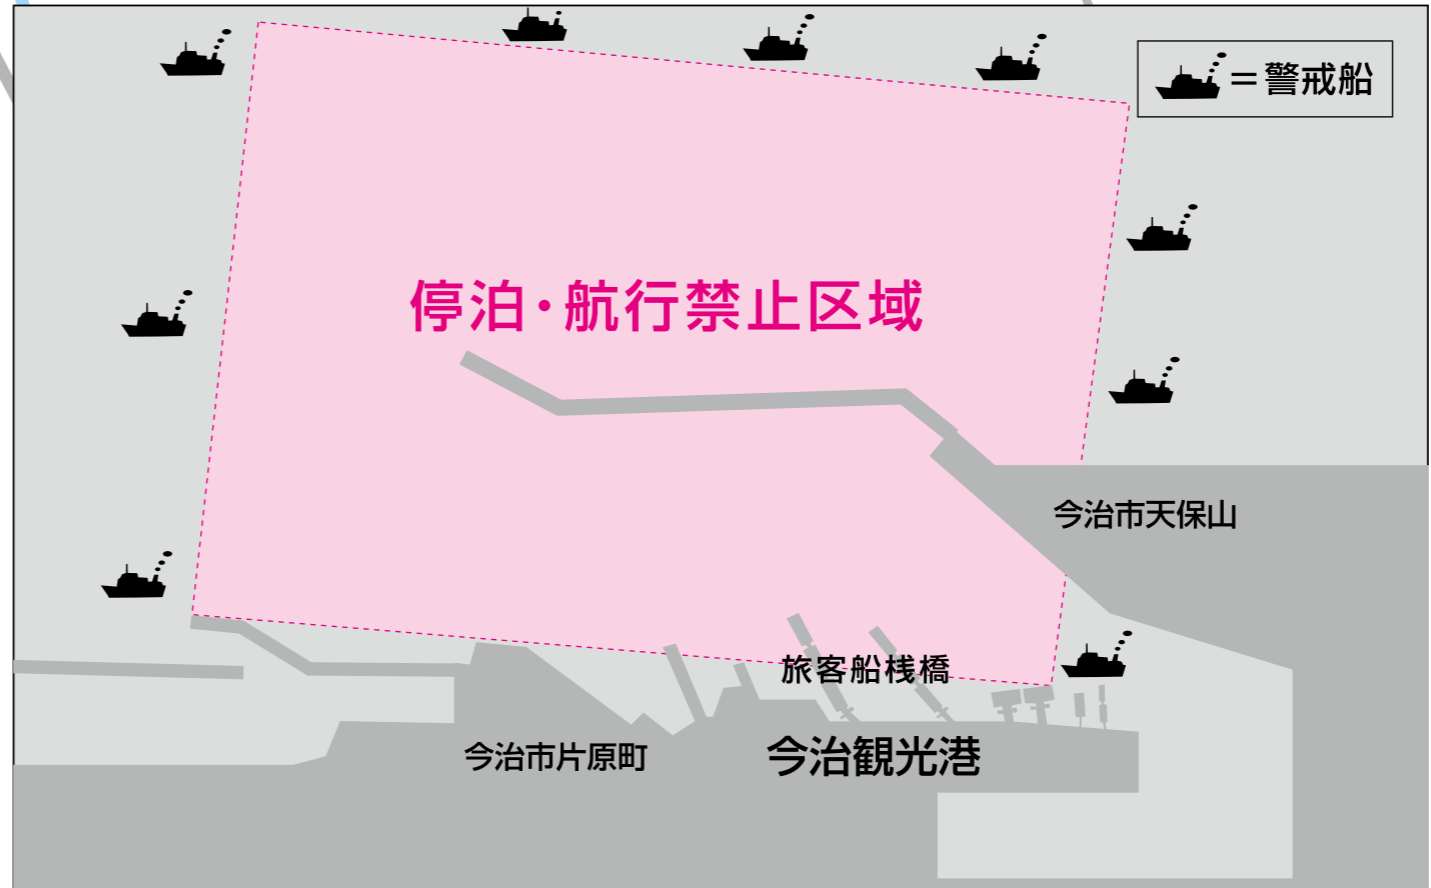 ＝警戒船
停泊・航行禁止区域
今治市天保山
旅客船桟橋
今治市片原町
今治観光港